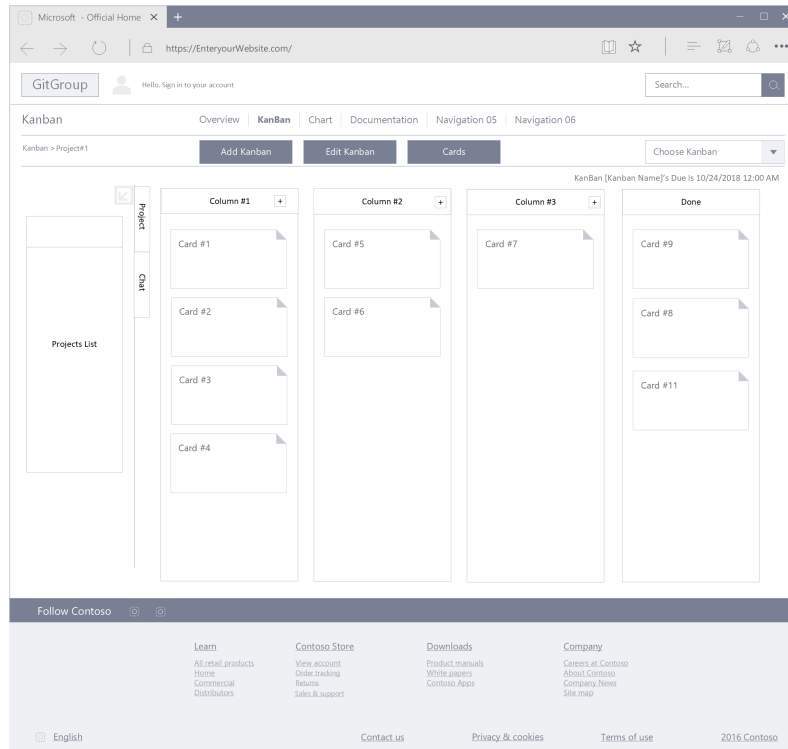 Microsoft - Official Home
https://EnteryourWebsite.com/
GitGroup
Hello. Sign in to your account
Search...
Kanban
Overview KanBan Chart Documentation Navigation 05 Navigation 06
Kanban > Project#1
Add Kanban Edit Kanban Cards
Choose Kanban
KanBan [Kanban Name]'s Due is 10/24/2018 12:00 AM
Projects List
Project
Chat
Column #1 +
Card #1
Card #2
Card #3
Card #4
Column #2 +
Card #5
Card #6
Column #3 +
Card #7
Done
Card #9
Card #8
Card #11
Follow Contoso
Learn
All retail products
Home
Commercial
Distributors
Contoso Store
View account
Order tracking
Returns
Sales & support
Downloads
Product manuals
White papers
Contoso Apps
Company
Careers at Contoso
About Contoso
Company News
Site map
English Contact us Privacy & cookies Terms of use 2016 Contoso